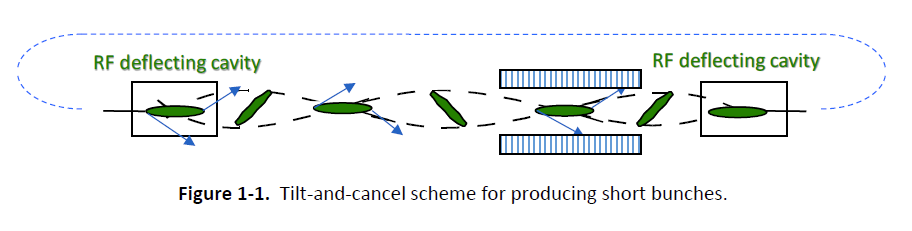 RF deflecting cavity
RF deflecting cavity
Figure 1-1. Tilt-and-cancel scheme for producing short bunches.